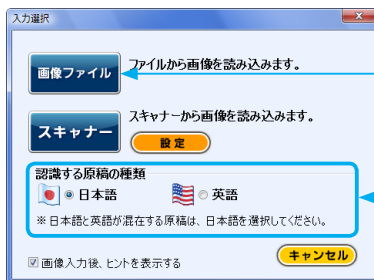 入力選択
画像ファイル
ファイルから画像を読み込みます。
スキャナー
スキャナーから画像を読み込みます。
設定
認識する原稿の種類
日本語 英語
※日本語と英語が混在する原稿は、日本語を選択してください。
画像入力後、ヒントを表示する
キャンセル